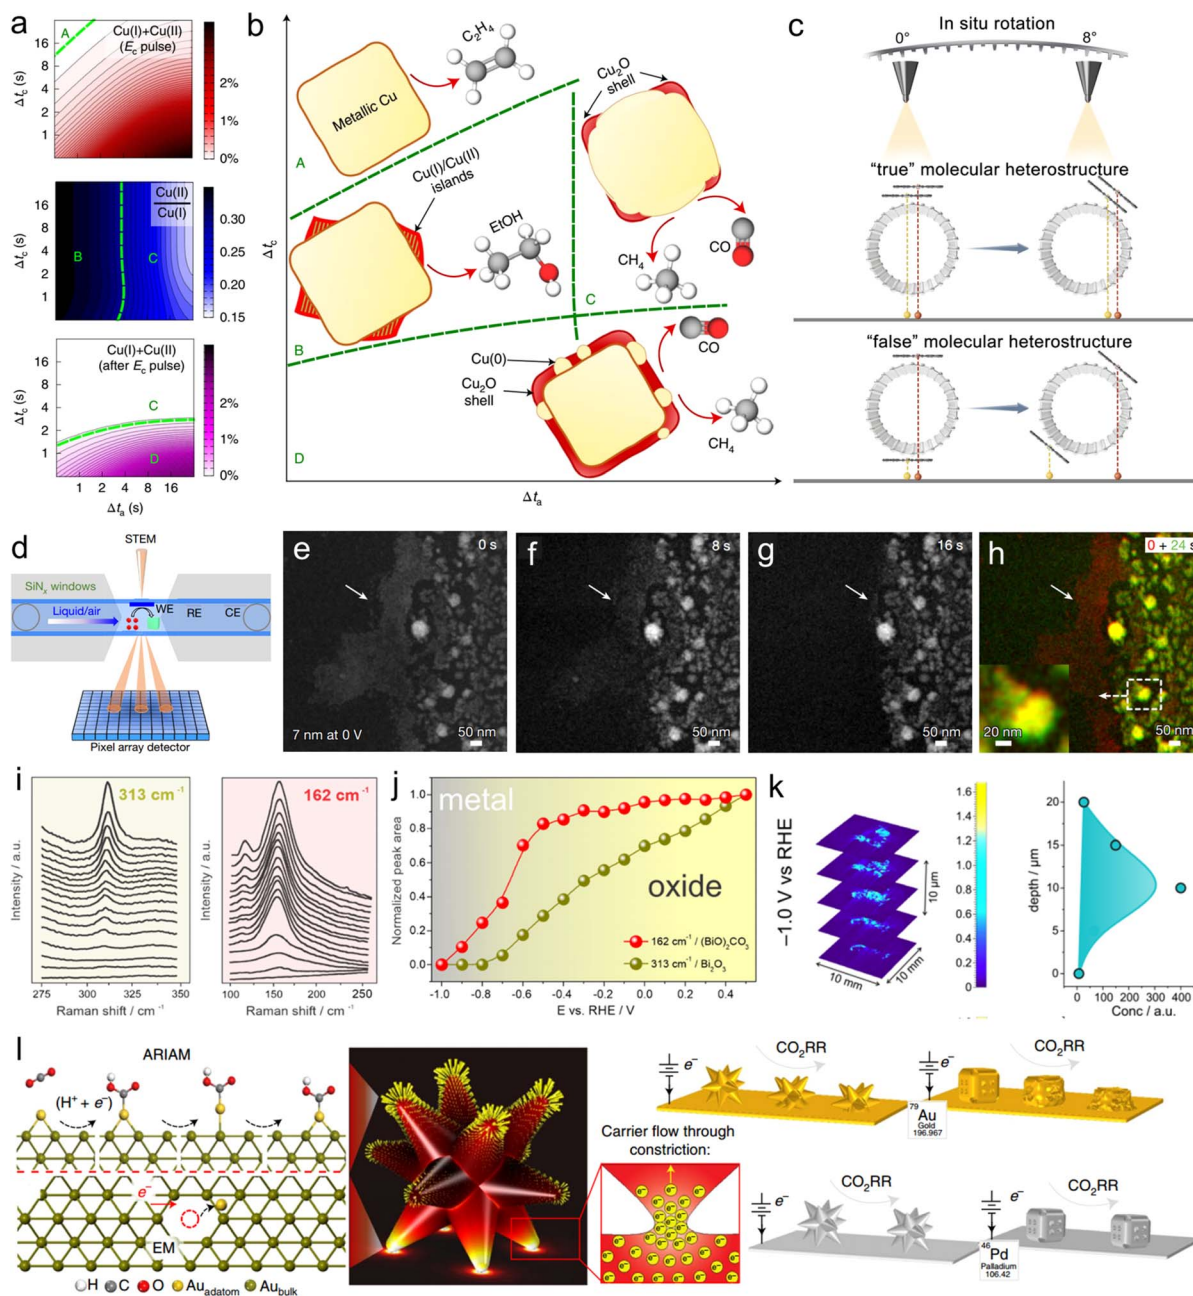 a
A
Cu(I)+Cu(II)
(Ec pulse)
Δtc (s)
16
8
4
2
1
2%
1%
0%
Cu(II)
Cu(I)
B
C
Δtc (s)
16
8
4
2
1
0.30
0.25
0.20
0.15
Cu(I)+Cu(II)
(after Ec pulse)
C
D
Δtc (s)
16
8
4
2
1
2%
1%
0%
1 2 4 8 16
Δta (s)
b
Metallic Cu
C2H4
Cu2O
shell
A
Cu(I)/Cu(II)
islands
EtOH
CO
CH4
C
B
Cu(0)
Cu2O
shell
CO
CH4
D
Δtc
Δta
c
In situ rotation
0°
8°
“true” molecular heterostructure
“false” molecular heterostructure
d
STEM
SiNx windows
Liquid/air
WE
RE
CE
Pixel array detector
e
0 s
7 nm at 0 V
50 nm
f
8 s
50 nm
g
16 s
50 nm
h
0 + 24 s
20 nm
50 nm
i
313 cm-1
Intensity / a.u.
275 300 325 350
Raman shift / cm-1
162 cm-1
Intensity / a.u.
100 150 200 250
Raman shift / cm-1
j
metal
oxide
Normalized peak area
1.0
0.8
0.6
0.4
0.2
0.0
162 cm-1 / (BiO)2CO3
313 cm-1 / Bi2O3
-1.0 -0.8 -0.6 -0.4 -0.2 0.0 0.2 0.4
E vs. RHE / V
k
−1.0 V vs RHE
10 µm
10 mm
10 mm
1.6
1.4
1.2
1.0
0.8
0.6
0.4
0.2
0
depth / µm
20
15
10
5
0
0 100 200 300 400
Conc / a.u.
l
ARIAM
(H+ + e−)
e−
EM
H C O Auadatom Aubulk
Carrier flow through
constriction:
e−
CO2RR
e−
CO2RR
79
Au
Gold
196.967
e−
CO2RR
e−
CO2RR
46
Pd
Palladium
106.42